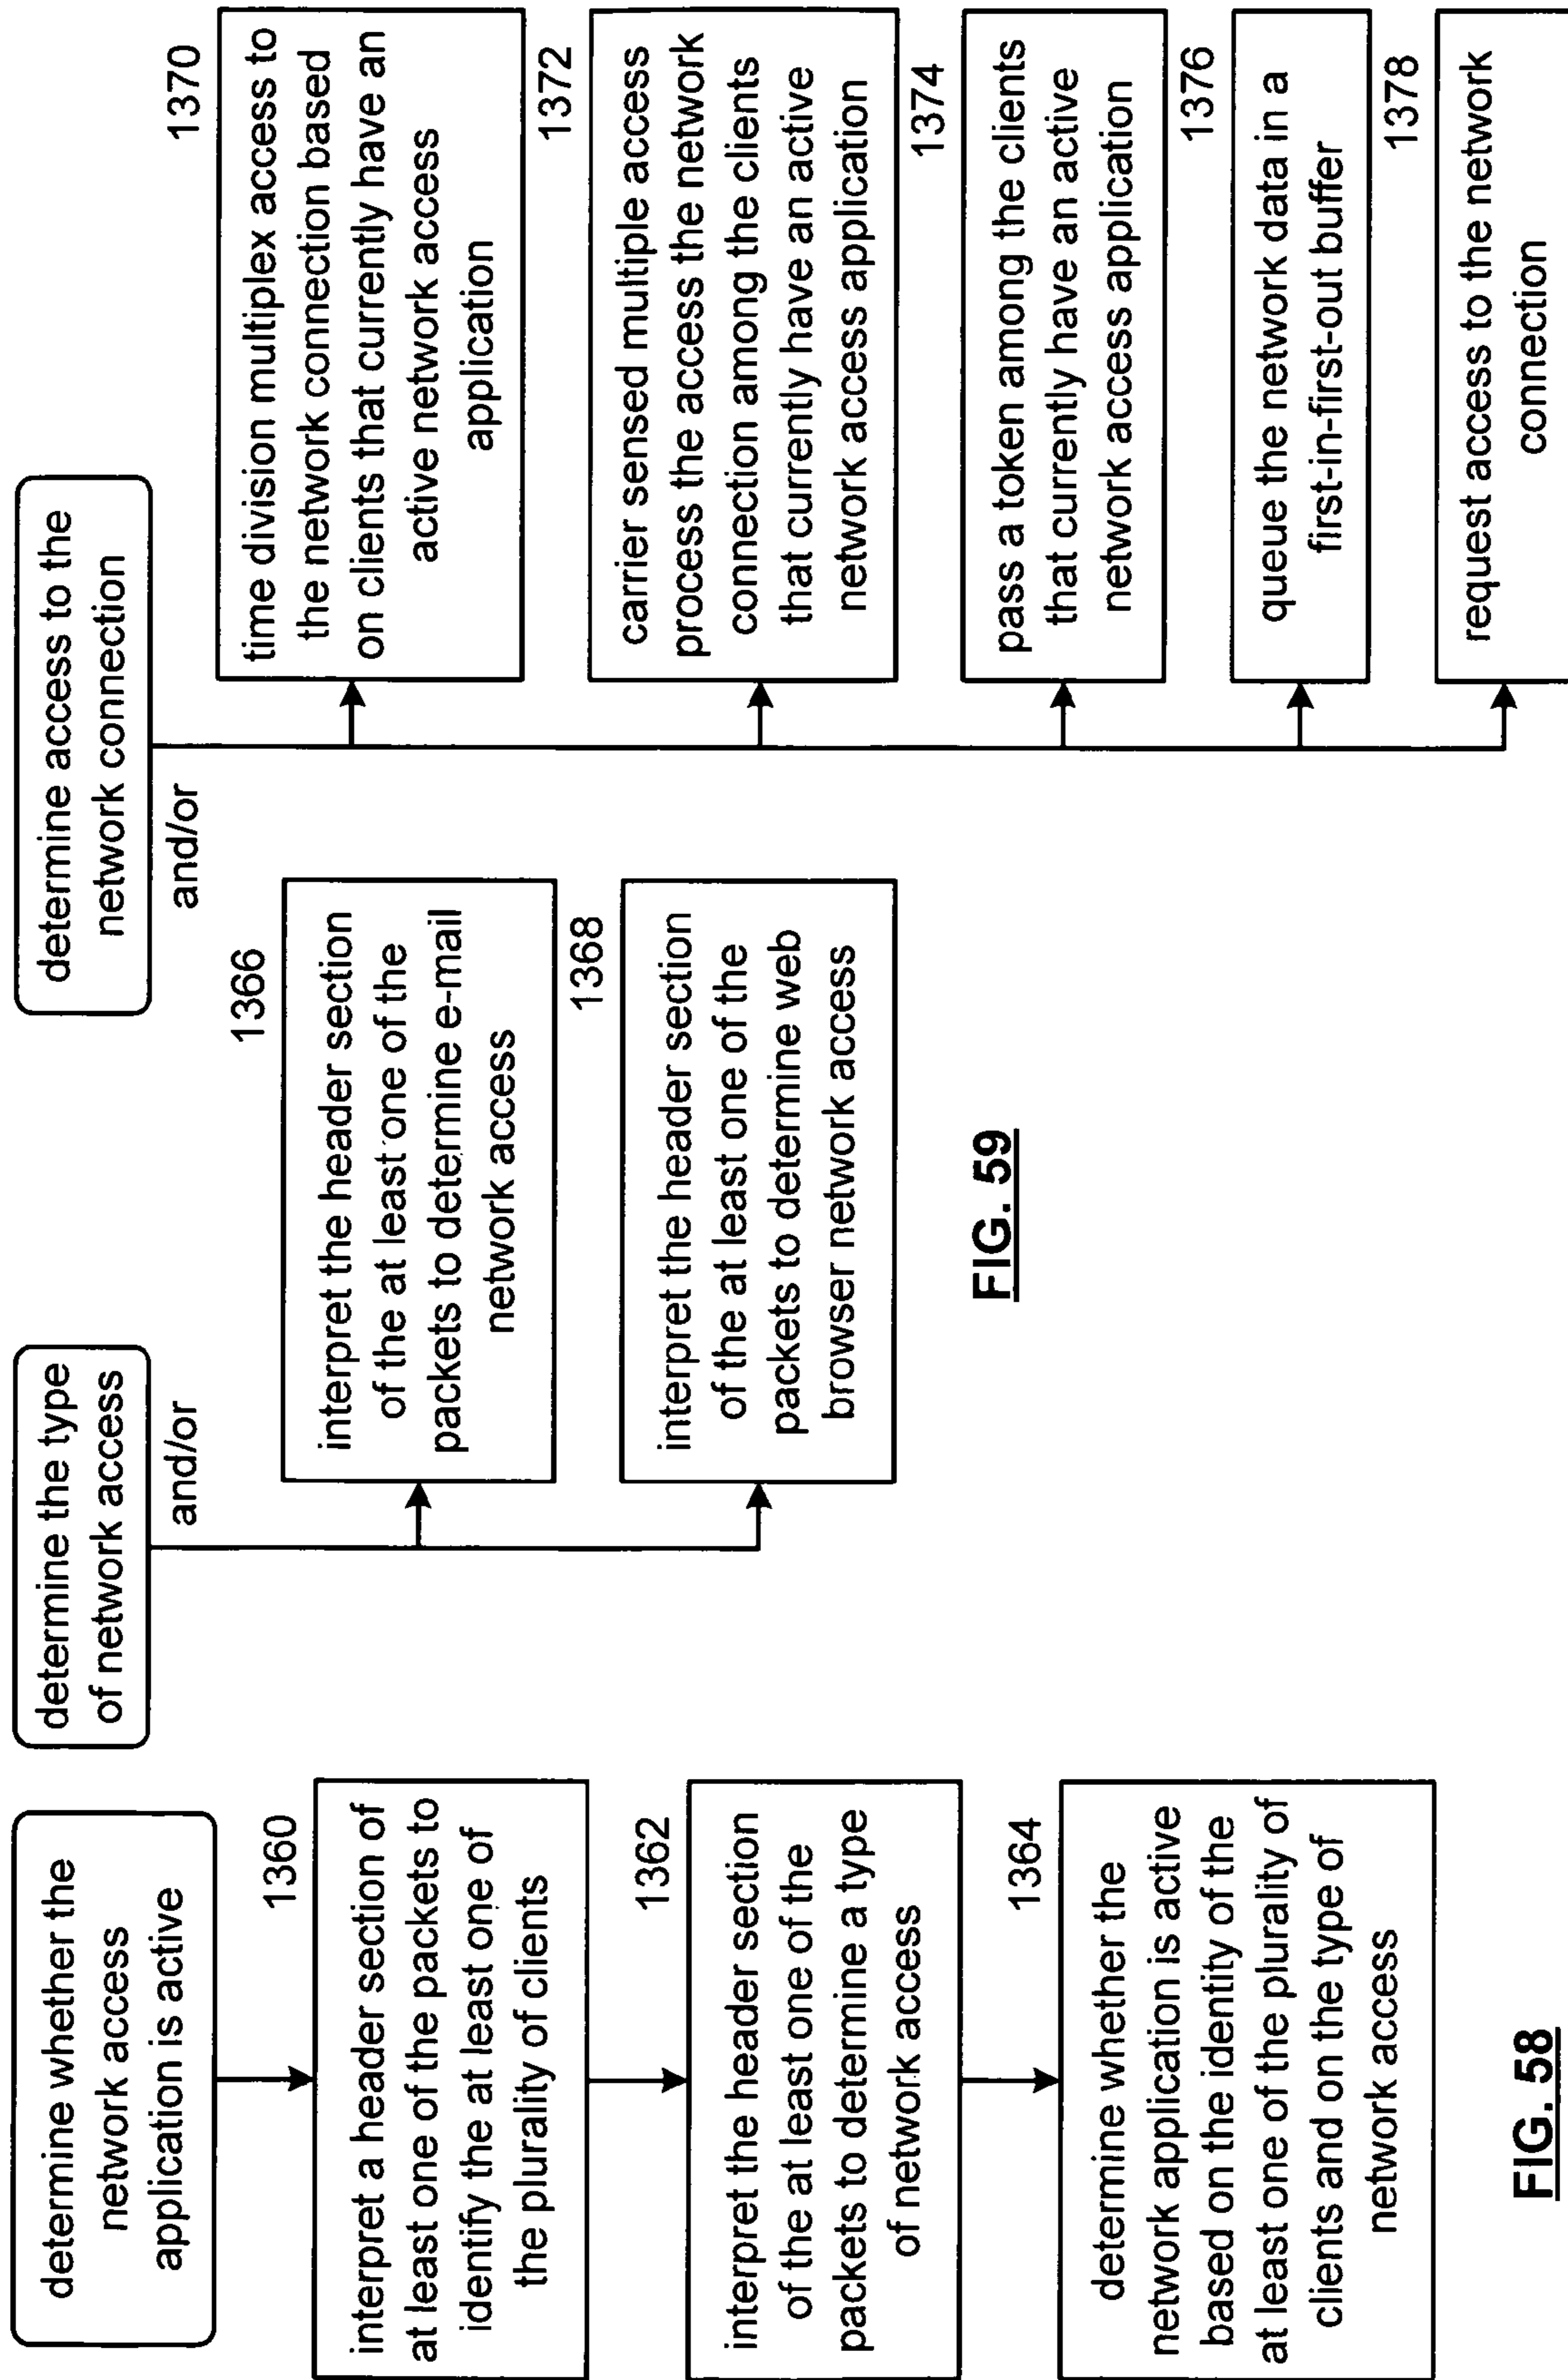 determine whether the
network access
application is active
1360
interpret a header section of
at least one of the packets to
identify the at least one of
the plurality of clients
1362
interpret the header section
of the at least one of the
packets to determine a type
of network access
1364
determine whether the
network application is active
based on the identity of the
at least one of the plurality of
clients and on the type of
network access
FIG. 58
determine the type
of network access
and/or
1366
interpret the header section
of the at least one of the
packets to determine e-mail
network access
1368
interpret the header section
of the at least one of the
packets to determine web
browser network access
FIG. 59
determine access to the
network connection
and/or
1370
time division multiplex access to
the network connection based
on clients that currently have an
active network access
application
1372
carrier sensed multiple access
process the access the network
connection among the clients
that currently have an active
network access application
1374
pass a token among the clients
that currently have an active
network access application
1376
queue the network data in a
first-in-first-out buffer
1378
request access to the network
connection